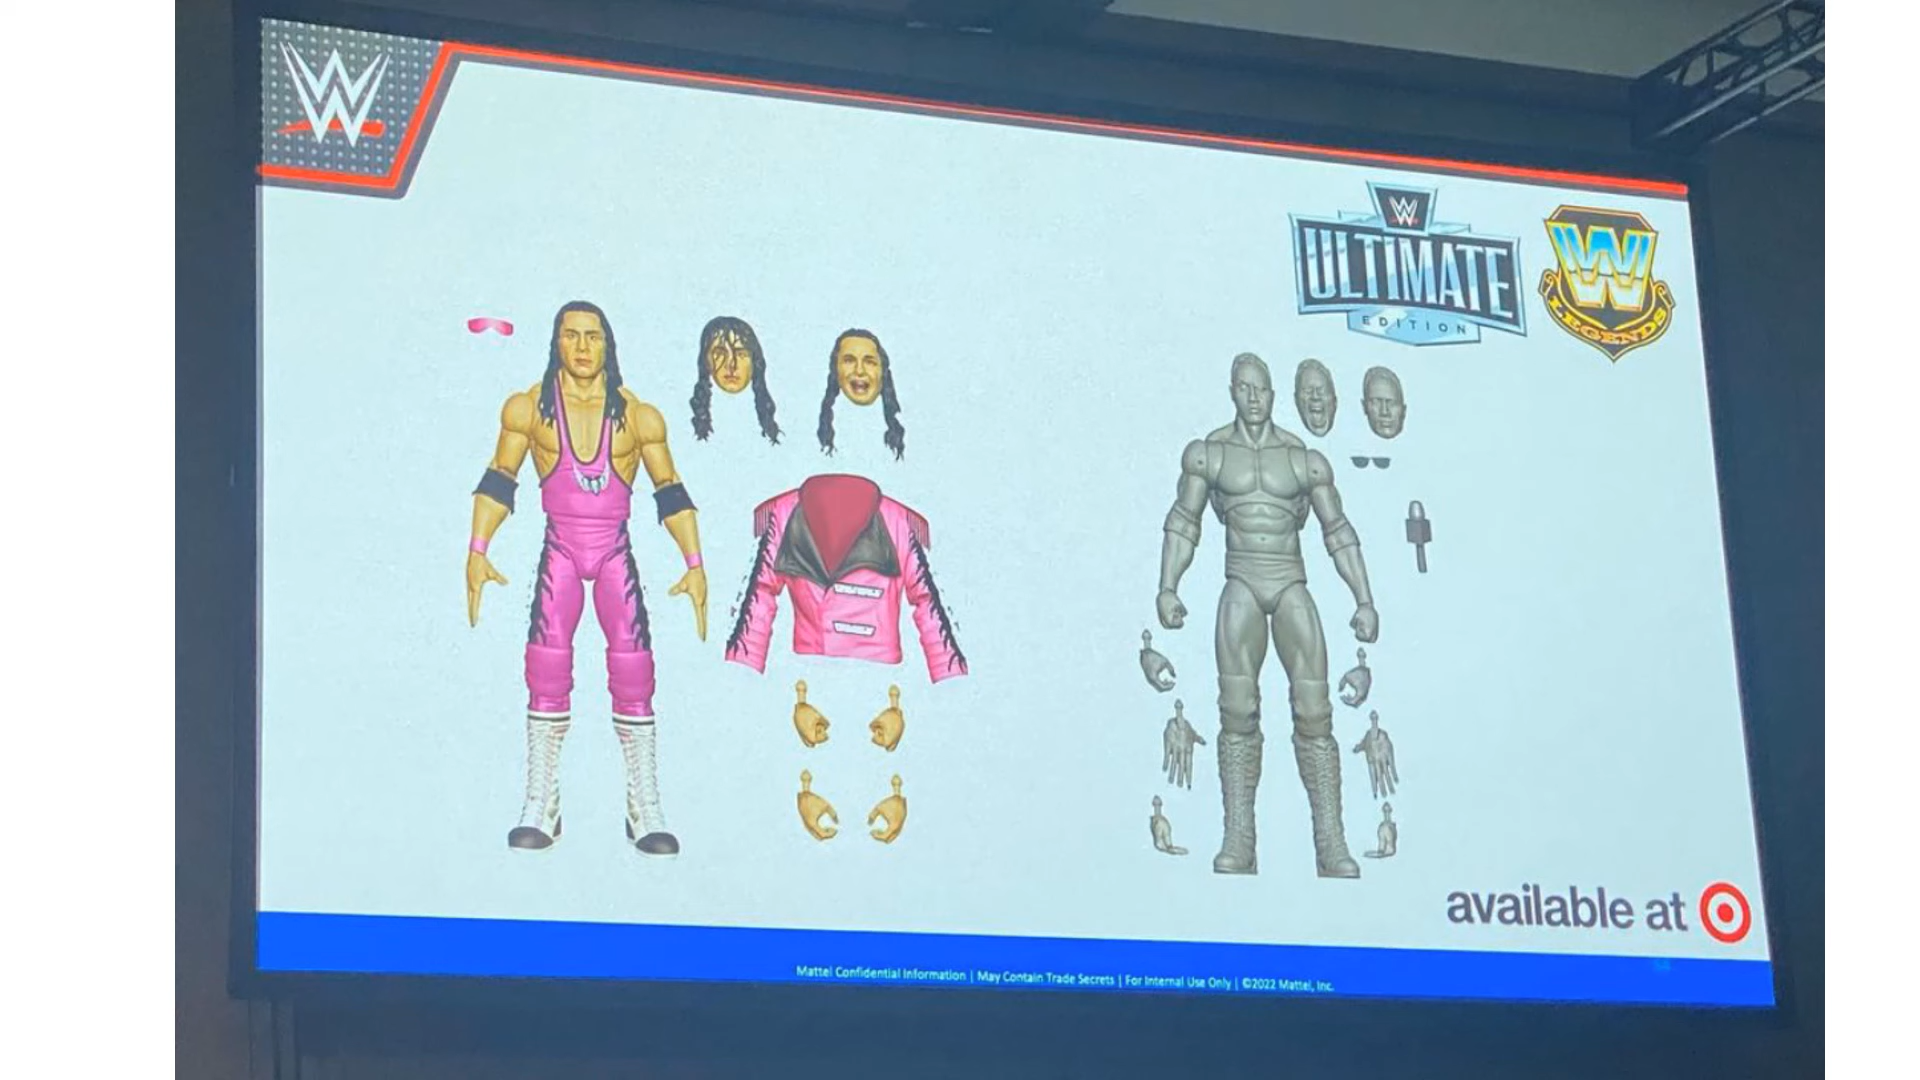 W
W
ULTIMATE
EDITION
W
LEGENDS
available at
Mattel Confidential Information | May Contain Trade Secrets | For Internal Use Only | ©2022 Mattel, Inc.